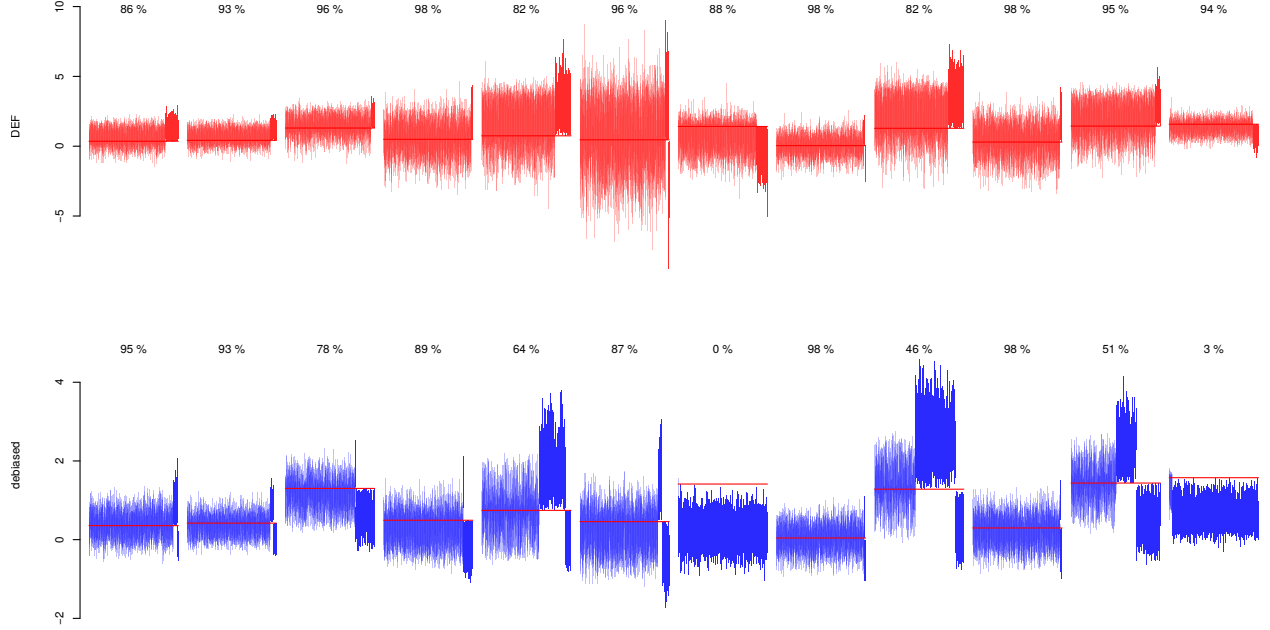 86 % 93 % 96 % 98 % 82 % 96 % 88 % 98 % 82 % 98 % 95 % 94 %
10
5
0
−5
DEF
95 % 93 % 78 % 89 % 64 % 87 % 0 % 98 % 46 % 98 % 51 % 3 %
4
2
0
−2
debiased